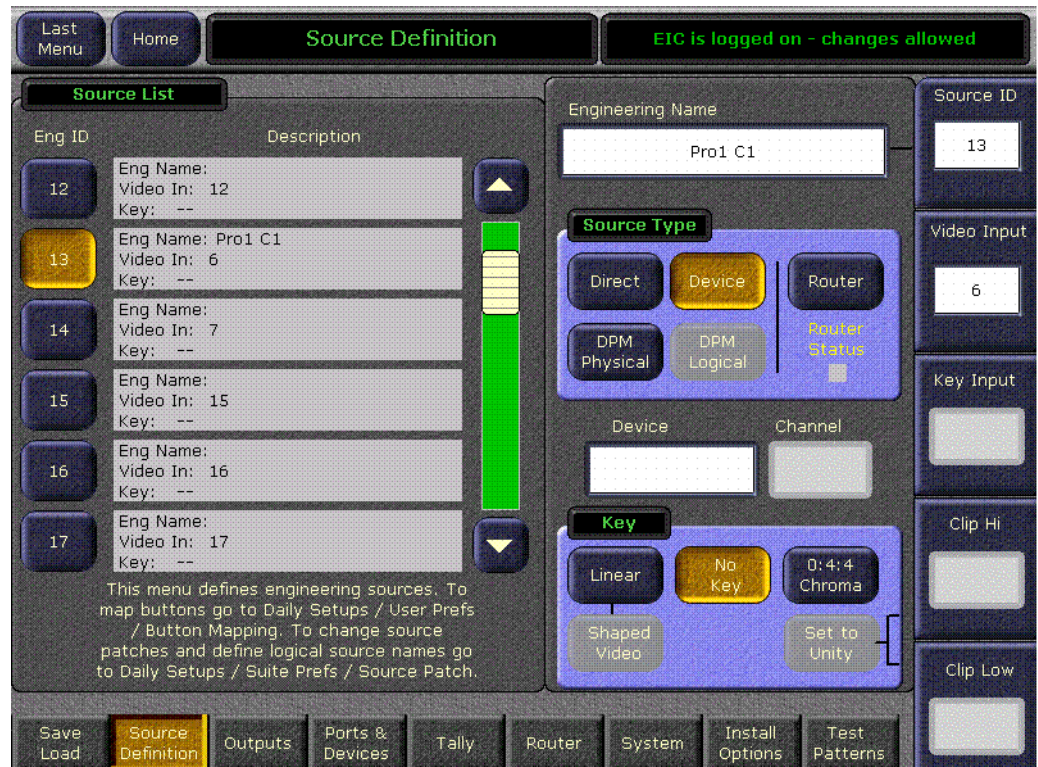 Last Menu
Home
Source Definition
EIC is logged on - changes allowed
Source List
Eng ID
Description
12
Eng Name:
Video In: 12
Key: --
13
Eng Name: Pro1 C1
Video In: 6
Key: --
14
Eng Name:
Video In: 7
Key: --
15
Eng Name:
Video In: 15
Key: --
16
Eng Name:
Video In: 16
Key: --
17
Eng Name:
Video In: 17
Key: --
This menu defines engineering sources. To
map buttons go to Daily Setups / User Prefs
/ Button Mapping. To change source
patches and define logical source names go
to Daily Setups / Suite Prefs / Source Patch.
Engineering Name
Pro1 C1
Source Type
Direct
Device
Router
DPM
Physical
DPM
Logical
Router
Status
Device
Channel
Key
Linear
No
Key
0:4:4
Chroma
Shaped
Video
Set to
Unity
Source ID
13
Video Input
6
Key Input
Clip Hi
Clip Low
Save
Load
Source
Definition
Outputs
Ports &
Devices
Tally
Router
System
Install
Options
Test
Patterns